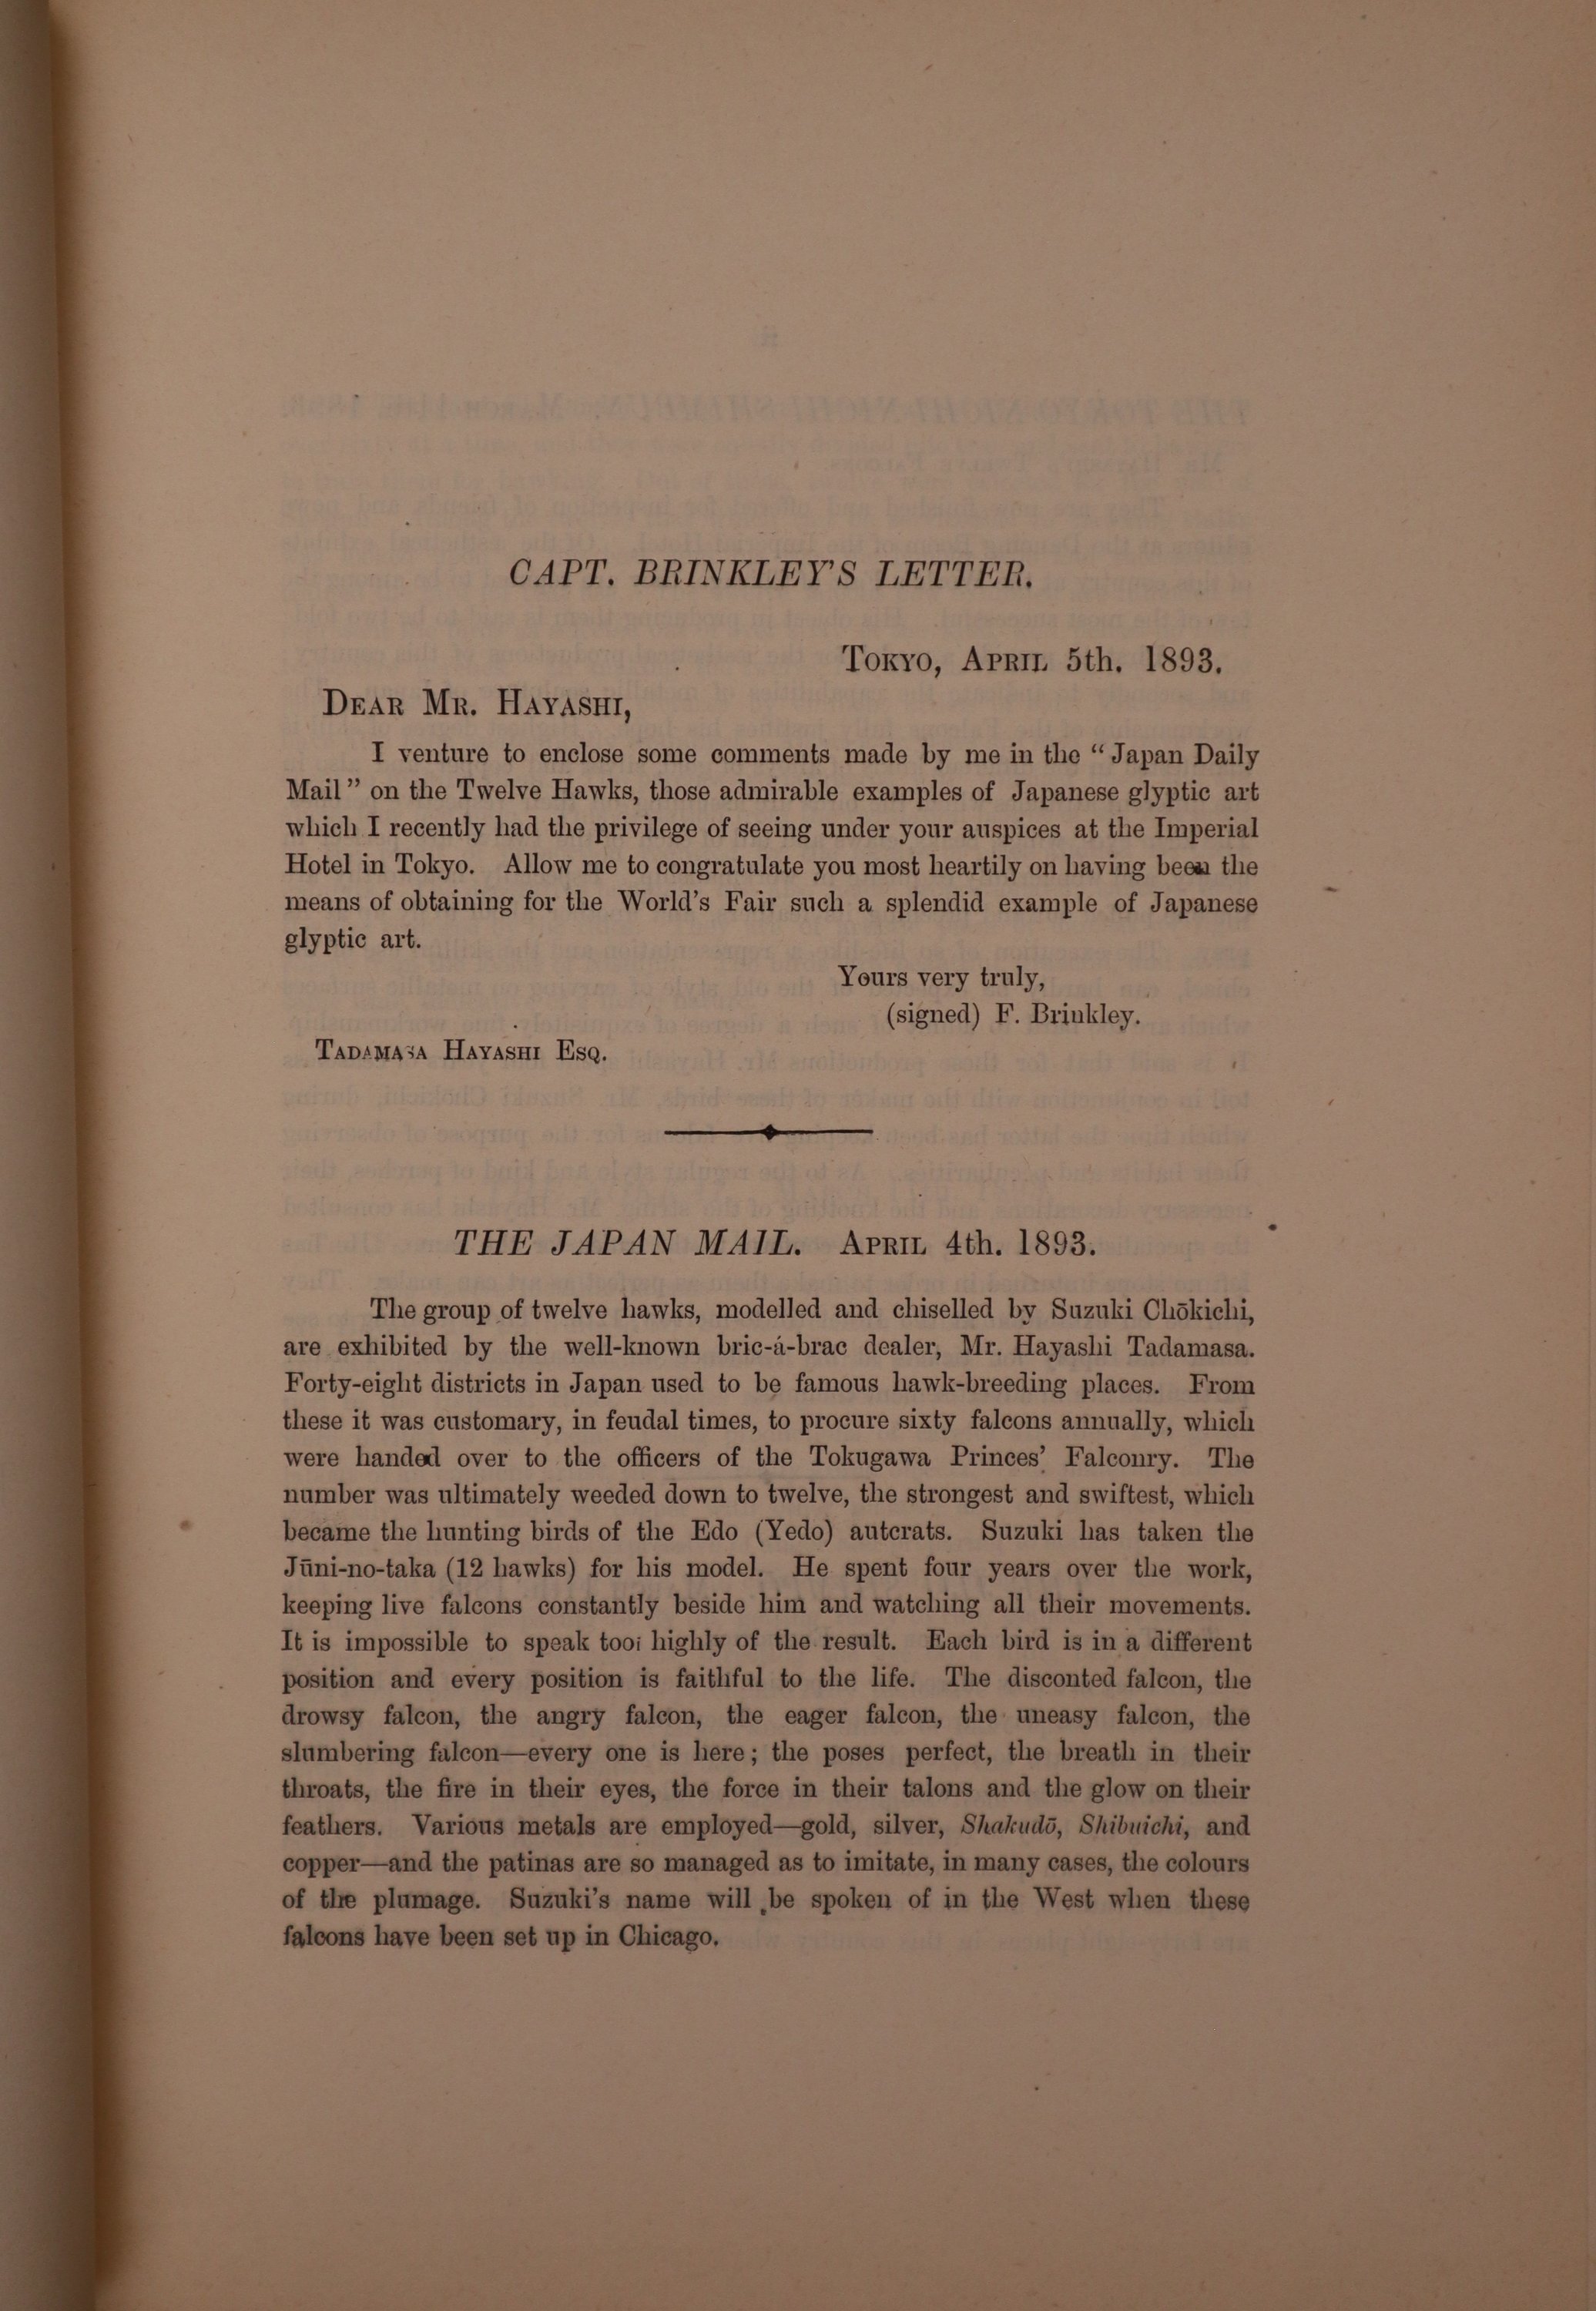 CAPT. BRINKLEY'S LETTER.
Tokyo, April 5th. 1893.
Dear Mr. Hayashi,
I venture to enclose some comments made by me in the “Japan Daily
Mail” on the Twelve Hawks, those admirable examples of Japanese glyptic art
which I recently had the privilege of seeing under your auspices at the Imperial
Hotel in Tokyo. Allow me to congratulate you most heartily on having been the
means of obtaining for the World's Fair such a splendid example of Japanese
glyptic art.
Yours very truly,
(signed) F. Brinkley.
Tadamasa Hayashi Esq.
THE JAPAN MAIL. April 4th. 1893.
The group of twelve hawks, modelled and chiselled by Suzuki Chōkichi,
are exhibited by the well-known bric-á-brac dealer, Mr. Hayashi Tadamasa.
Forty-eight districts in Japan used to be famous hawk-breeding places. From
these it was customary, in feudal times, to procure sixty falcons annually, which
were handed over to the officers of the Tokugawa Princes' Falconry. The
number was ultimately weeded down to twelve, the strongest and swiftest, which
became the hunting birds of the Edo (Yedo) autcrats. Suzuki has taken the
Jūni-no-taka (12 hawks) for his model. He spent four years over the work,
keeping live falcons constantly beside him and watching all their movements.
It is impossible to speak too: highly of the result. Each bird is in a different
position and every position is faithful to the life. The disconted falcon, the
drowsy falcon, the angry falcon, the eager falcon, the uneasy falcon, the
slumbering falcon—every one is here; the poses perfect, the breath in their
throats, the fire in their eyes, the force in their talons and the glow on their
feathers. Various metals are employed—gold, silver, Shakudō, Shibuichi, and
copper—and the patinas are so managed as to imitate, in many cases, the colours
of the plumage. Suzuki's name will ,be spoken of in the West when these
falcons have been set up in Chicago.